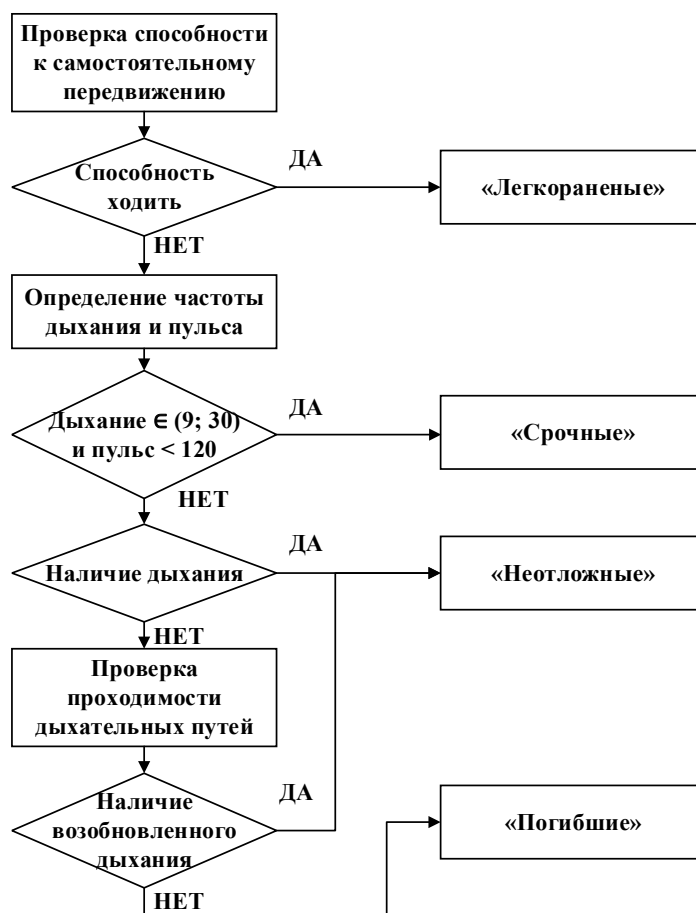 Проверка способности
к самостоятельному
передвижению
Способность
ходить
ДА
«Легкораненые»
НЕТ
Определение частоты
дыхания и пульса
Дыхание ∈ (9; 30)
и пульс < 120
ДА
«Срочные»
НЕТ
Наличие дыхания
ДА
«Неотложные»
НЕТ
Проверка
проходимости
дыхательных путей
Наличие
возобновленного
дыхания
ДА
«Погибшие»
НЕТ